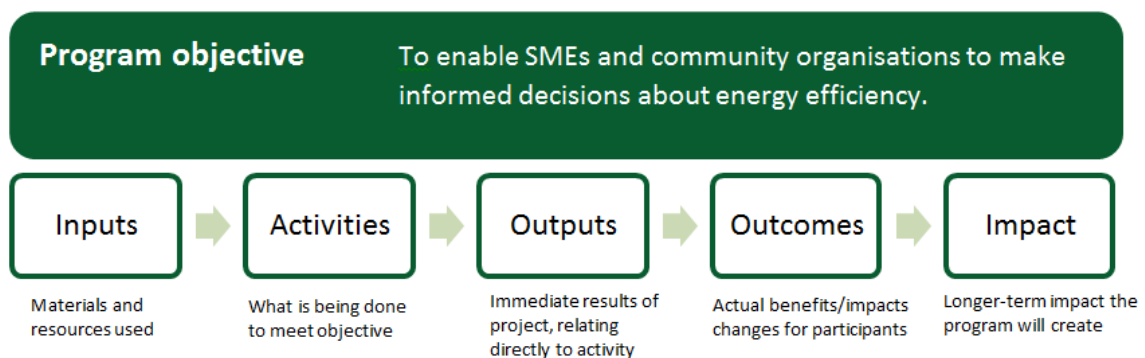 Program objective
To enable SMEs and community organisations to make
informed decisions about energy efficiency.
Inputs
Activities
Outputs
Outcomes
Impact
Materials and
resources used
What is being done
to meet objective
Immediate results of
project, relating
directly to activity
Actual benefits/impacts
changes for participants
Longer-term impact the
program will create